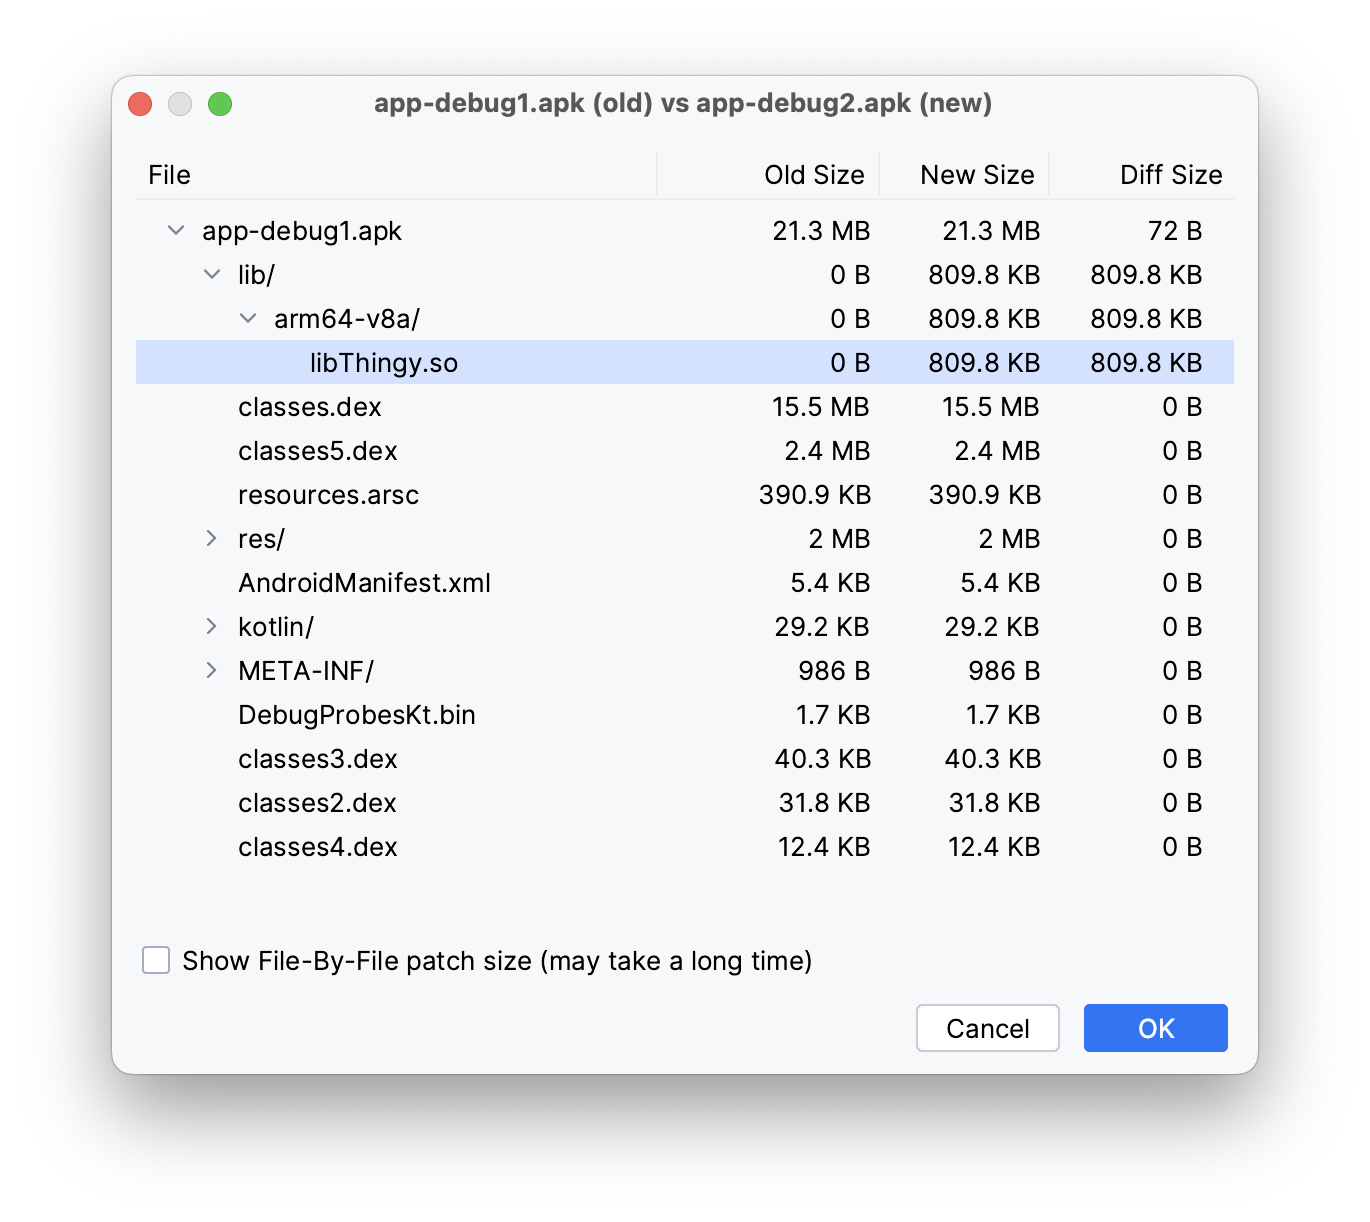 app-debug1.apk (old) vs app-debug2.apk (new)
File Old Size New Size Diff Size
app-debug1.apk 21.3 MB 21.3 MB 72 B
lib/ 0 B 809.8 KB 809.8 KB
arm64-v8a/ 0 B 809.8 KB 809.8 KB
libThingy.so 0 B 809.8 KB 809.8 KB
classes.dex 15.5 MB 15.5 MB 0 B
classes5.dex 2.4 MB 2.4 MB 0 B
resources.arsc 390.9 KB 390.9 KB 0 B
res/ 2 MB 2 MB 0 B
AndroidManifest.xml 5.4 KB 5.4 KB 0 B
kotlin/ 29.2 KB 29.2 KB 0 B
META-INF/ 986 B 986 B 0 B
DebugProbesKt.bin 1.7 KB 1.7 KB 0 B
classes3.dex 40.3 KB 40.3 KB 0 B
classes2.dex 31.8 KB 31.8 KB 0 B
classes4.dex 12.4 KB 12.4 KB 0 B
Show File-By-File patch size (may take a long time)
Cancel OK